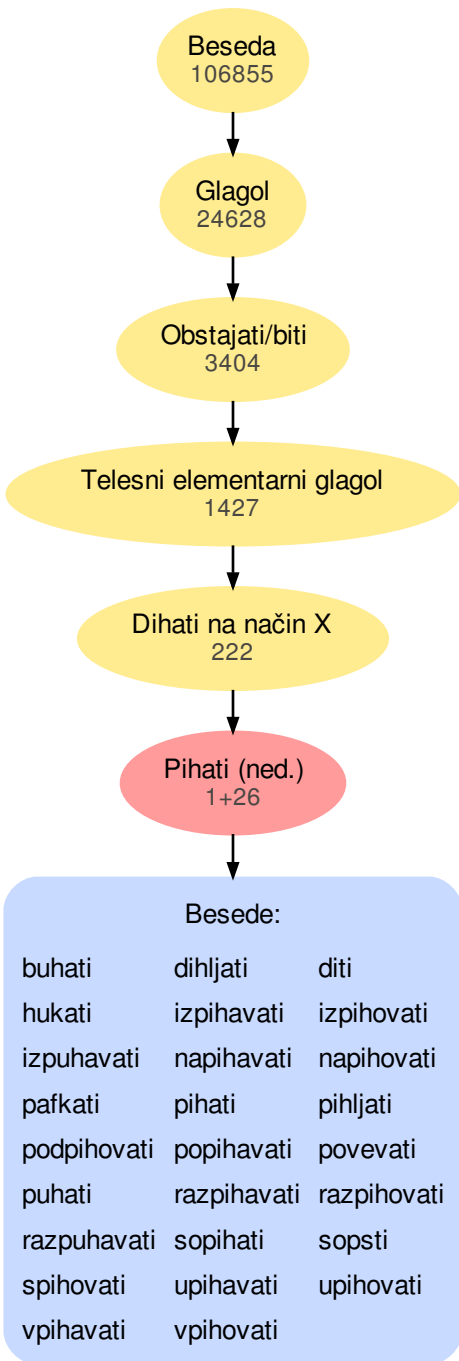 Beseda
106855
Glagol
24628
Obstajati/biti
3404
Telesni elementarni glagol
1427
Dihati na način X
222
Pihati (ned.)
1+26
Besede:
buhati dihljati diti
hukati izpihavati izpihovati
izpuhavati napihavati napihovati
pafkati pihati pihljati
podpihovati popihavati povevati
puhati razpihavati razpihovati
razpuhavati sopihati sopsti
spihovati upihavati upihovati
vpihavati vpihovati